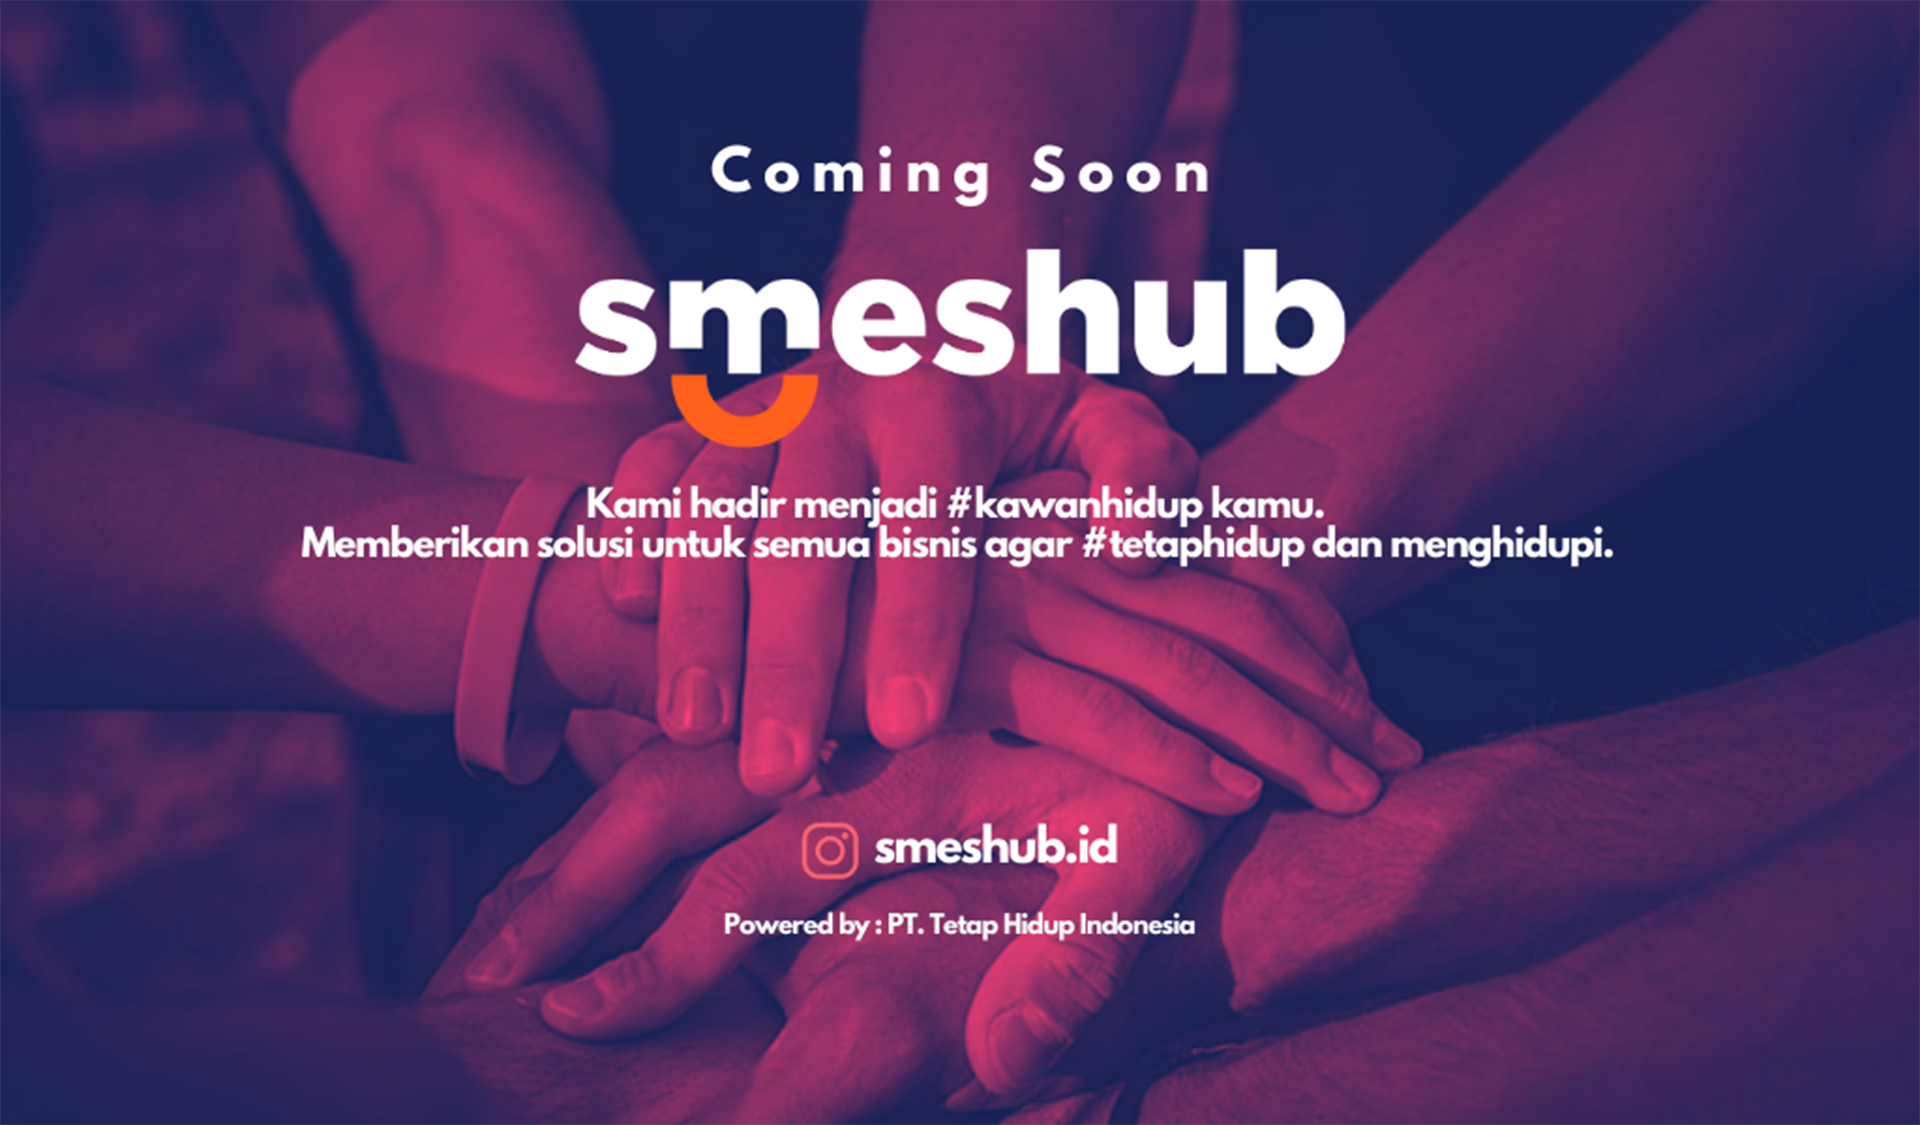 Coming Soon
smeshub
Kami hadir menjadi #kawanhidup kamu.
Memberikan solusi untuk semua bisnis agar #tetaphidup dan menghidupi.
smeshub.id
Powered by : PT. Tetap Hidup Indonesia